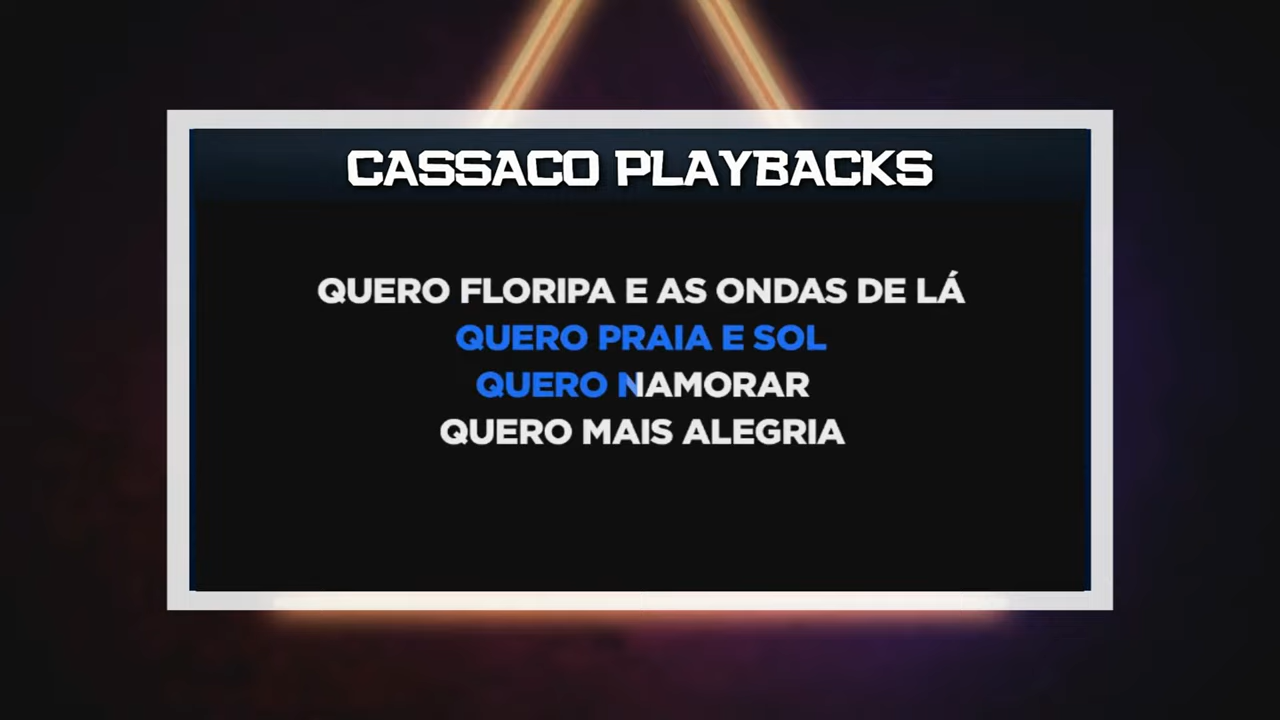 CASSACO PLAYBACKS
QUERO FLORIPA E AS ONDAS DE LÁ
QUERO PRAIA E SOL
QUERO NAMORAR
QUERO MAIS ALEGRIA